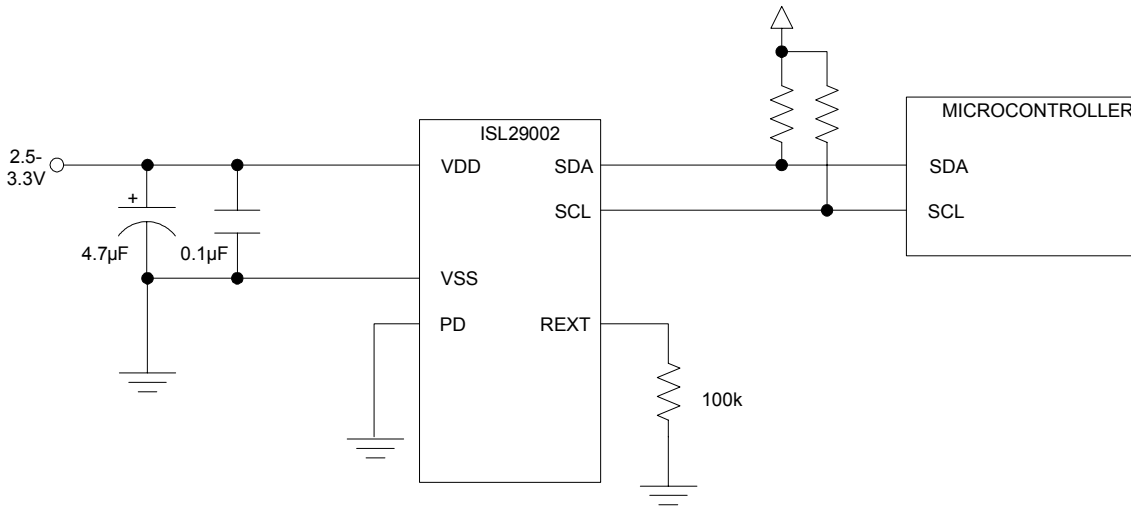 ISL29002
MICROCONTROLLER
2.5-
3.3V
VDD
SDA
SDA
SCL
SCL
+
4.7µF
0.1µF
VSS
PD
REXT
100k